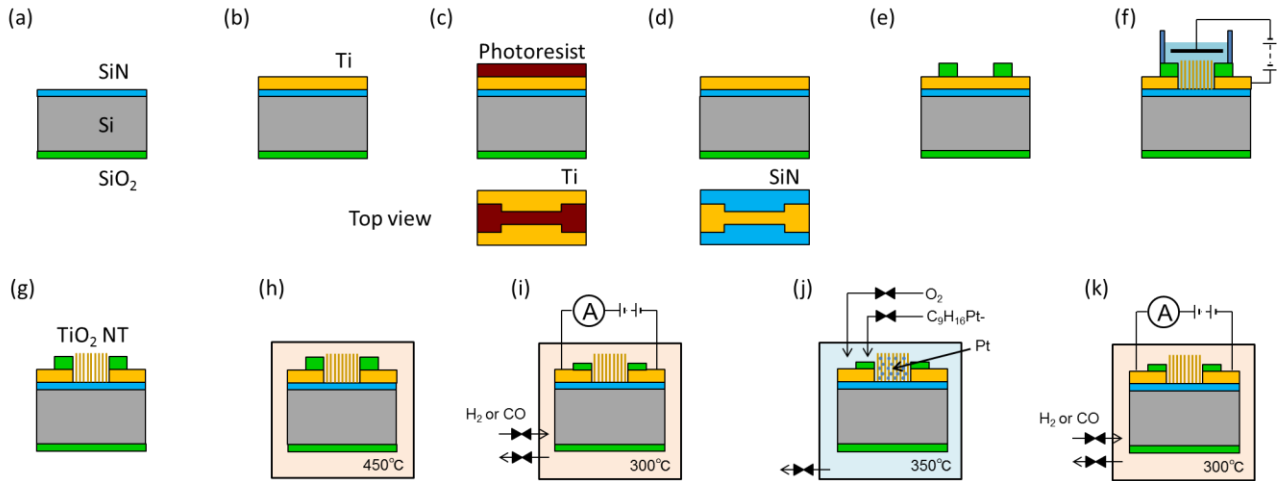 (a)
(b)
(c)
(d)
(e)
(f)
SiN
Ti
Photoresist
Si
SiO2
Ti
SiN
Top view
(g)
(h)
(i)
(j)
(k)
TiO2 NT
A
O2
C9H16Pt-
Pt
A
H2 or CO
H2 or CO
450℃
300℃
350℃
300℃